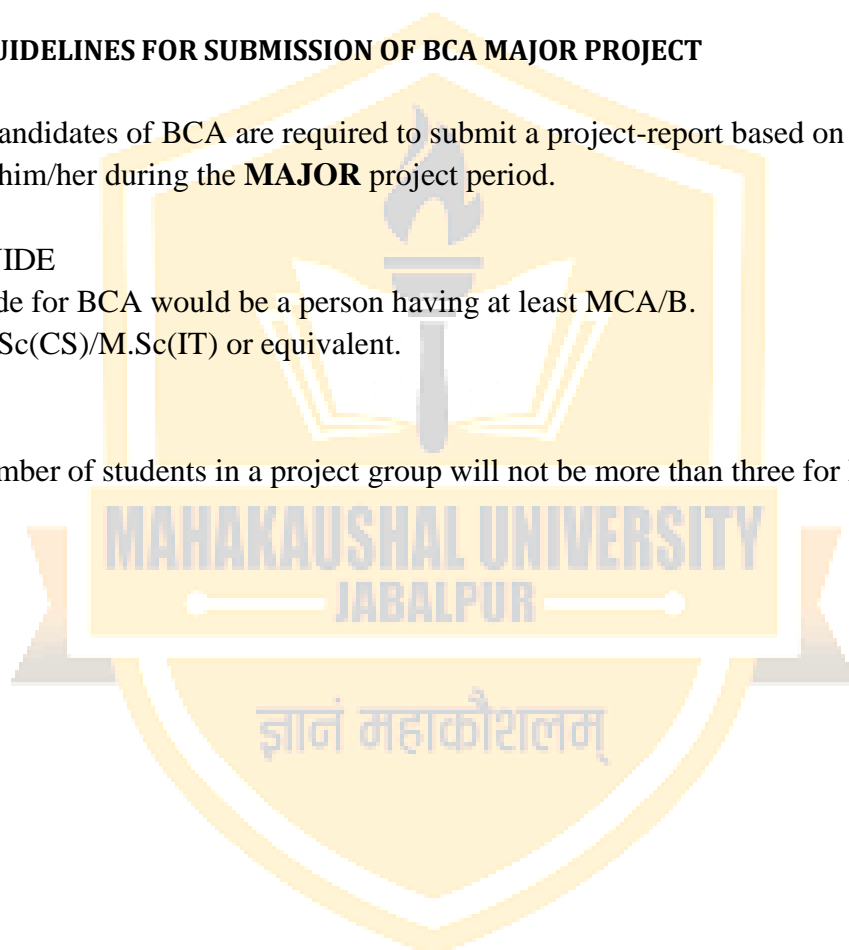 UIDELINES FOR SUBMISSION OF BCA MAJOR PROJECT
andidates of BCA are required to submit a project-report based on
him/her during the MAJOR project period.
UIDE
de for BCA would be a person having at least MCA/B.
Sc(CS)/M.Sc(IT) or equivalent.
mber of students in a project group will not be more than three for
MAHAKAUSHAL UNIVERSITY
JABALPUR
ज्ञानं महाकौशलम्